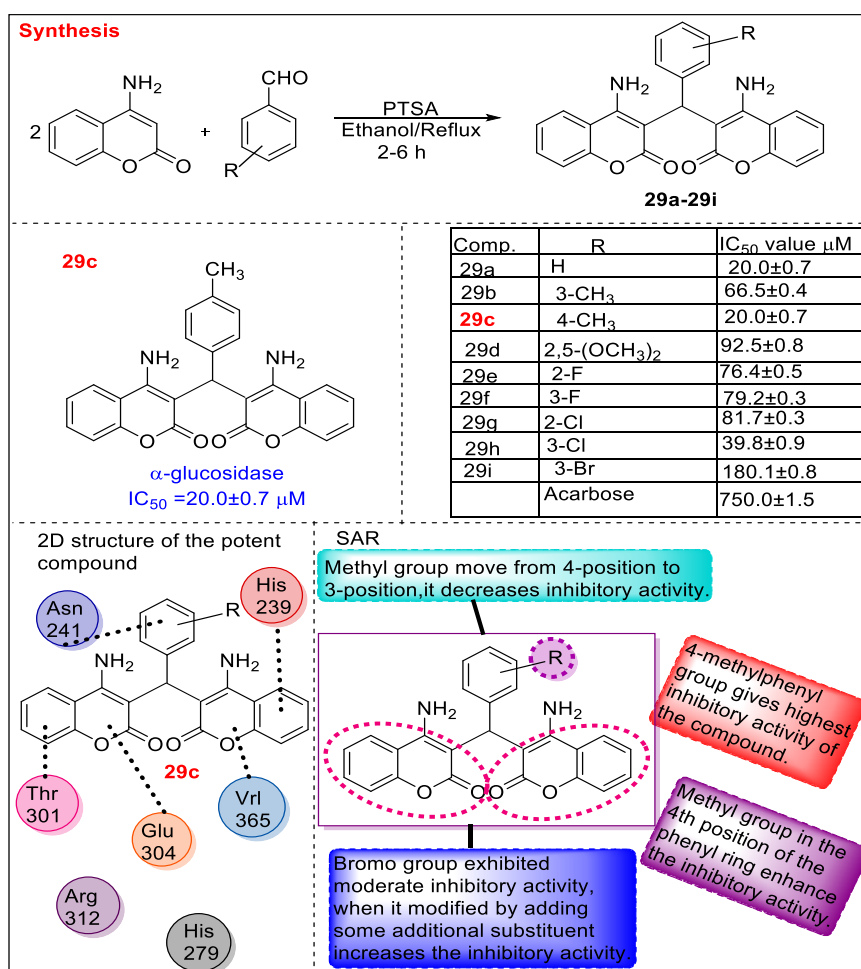 Synthesis
NH₂
2
O
O
+
CHO
R
PTSA
Ethanol/Reflux
2-6 h
R
NH₂
NH₂
O
O
O
O
29a-29i
29c
CH₃
NH₂
NH₂
O
O
O
O
α-glucosidase
IC₅₀ =20.0±0.7 μM
Comp. R IC₅₀ value μM
29a H 20.0±0.7
29b 3-CH₃ 66.5±0.4
29c 4-CH₃ 20.0±0.7
29d 2,5-(OCH₃)₂ 92.5±0.8
29e 2-F 76.4±0.5
29f 3-F 79.2±0.3
29g 2-Cl 81.7±0.3
29h 3-Cl 39.8±0.9
29i 3-Br 180.1±0.8
Acarbose 750.0±1.5
2D structure of the potent
compound
Asn
241
R
His
239
NH₂
NH₂
O
O
O
O
29c
Thr
301
Glu
304
Vrl
365
Arg
312
His
279
SAR
Methyl group move from 4-position to
3-position,it decreases inhibitory activity.
R
NH₂
NH₂
O
O
O
O
Bromo group exhibited
moderate inhibitory activity,
when it modified by adding
some additional substituent
increases the inhibitory activity.
4-methylphenyl
group gives highest
inhibitory activity of
the compound.
Methyl group in the
4th position of the
phenyl ring enhance
the inhibitory activity.